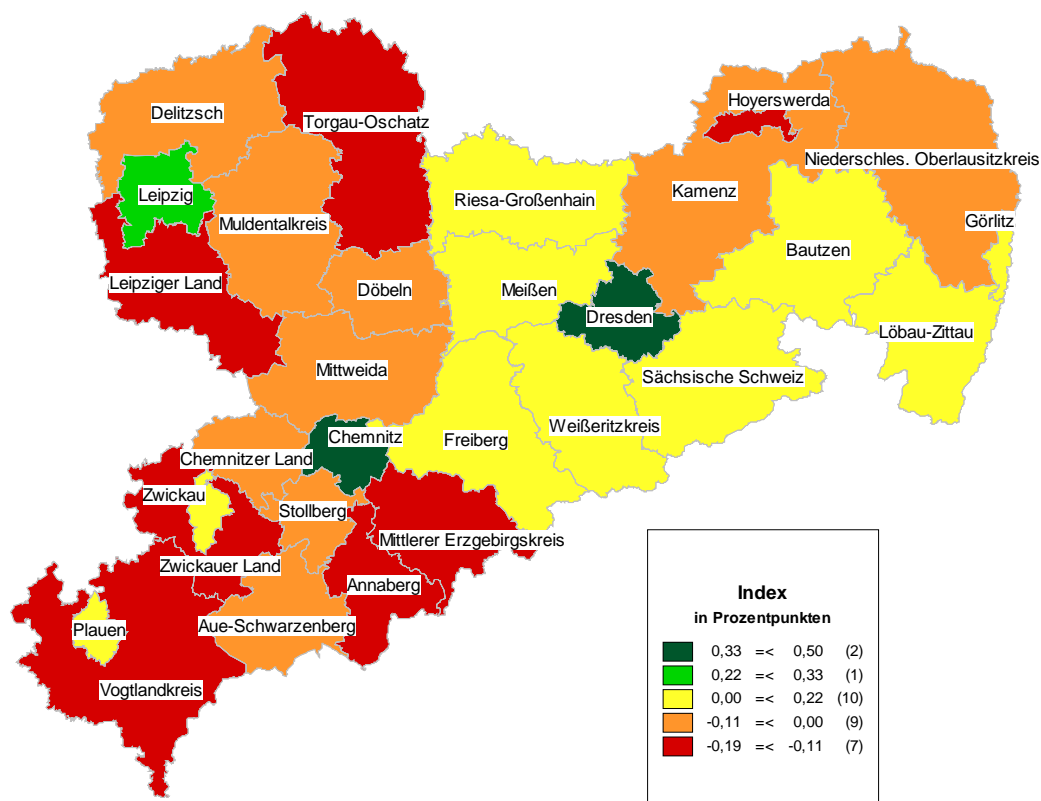 Delitzsch
Torgau-Oschatz
Hoyerswerda
Niederschles. Oberlausitzkreis
Leipzig
Kamenz
Riesa-Großenhain
Muldentalkreis
Görlitz
Bautzen
Leipziger Land
Döbeln
Meißen
Dresden
Löbau-Zittau
Mittweida
Sächsische Schweiz
Chemnitz
Freiberg
Weißeritzkreis
Chemnitzer Land
Zwickau
Stollberg
Mittlerer Erzgebirgskreis
Zwickauer Land
Annaberg
Plauen
Aue-Schwarzenberg
Vogtlandkreis
Index
in Prozentpunkten
0,33 =< 0,50 (2)
0,22 =< 0,33 (1)
0,00 =< 0,22 (10)
-0,11 =< 0,00 (9)
-0,19 =< -0,11 (7)